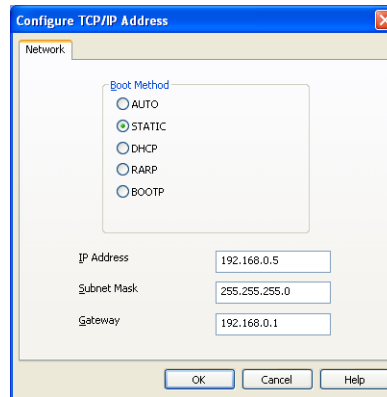 Configure TCP/IP Address
Network
Boot Method
AUTO
STATIC
DHCP
RARP
BOOTP
IP Address 192.168.0.5
Subnet Mask 255.255.255.0
Gateway 192.168.0.1
OK Cancel Help